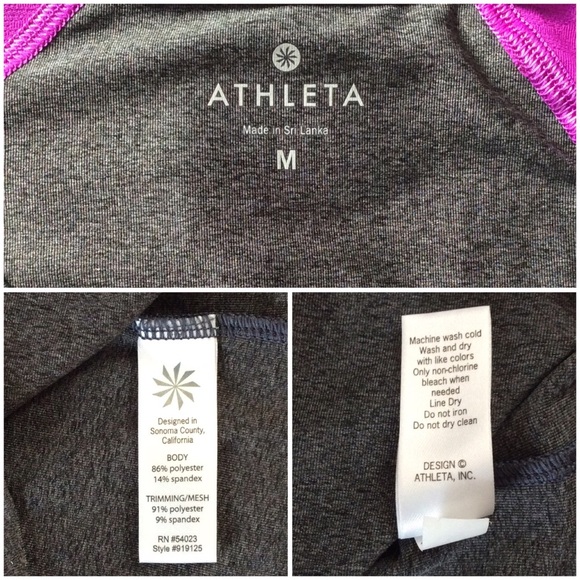 ATHLETA
Made in Sri Lanka
M
Designed in
Sonoma County,
California
BODY
86% polyester
14% spandex
TRIMMING/MESH
91% polyester
9% spandex
RN #54023
Style #919125
Machine wash cold
Wash and dry
with like colors
Only non-chlorine
bleach when
needed
Line Dry
Do not iron
Do not dry clean
DESIGN ©
ATHLETA, INC.